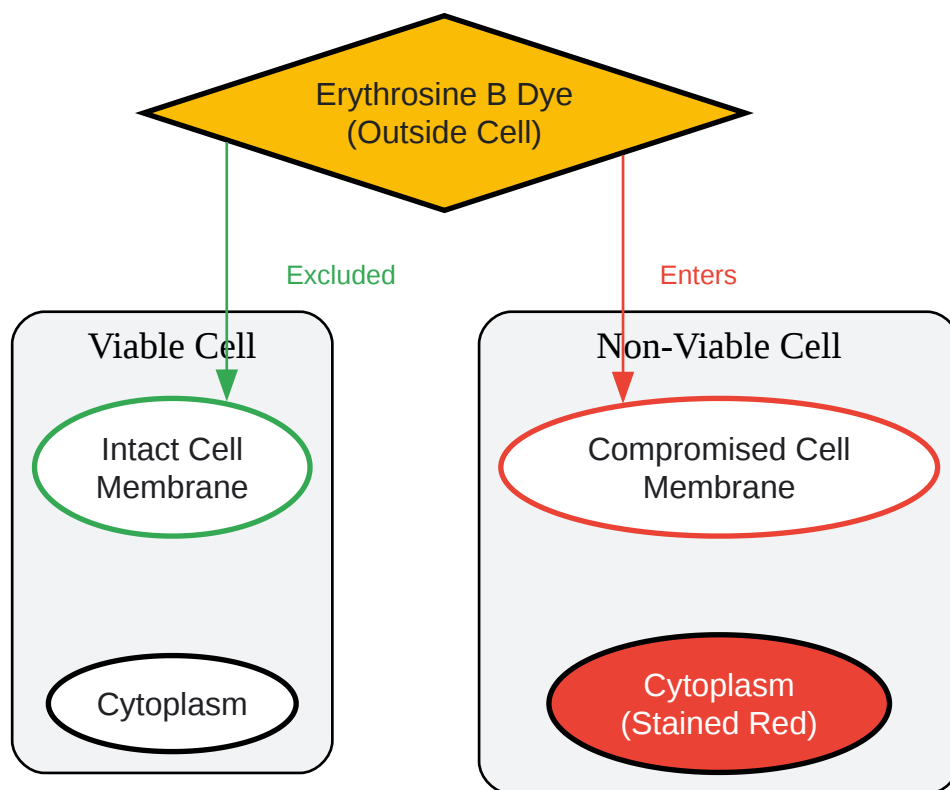 Erythrosine B Dye
(Outside Cell)
Excluded
Enters
Viable Cell
Non-Viable Cell
Intact Cell
Membrane
Compromised Cell
Membrane
Cytoplasm
Cytoplasm
(Stained Red)